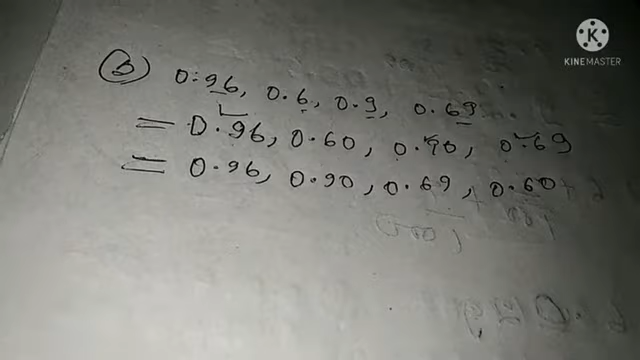 K
KINEMASTER
(b) 0.96, 0.6, 0.9, 0.69
= 0.96, 0.60, 0.90, 0.69
= 0.96, 0.90, 0.69, 0.60